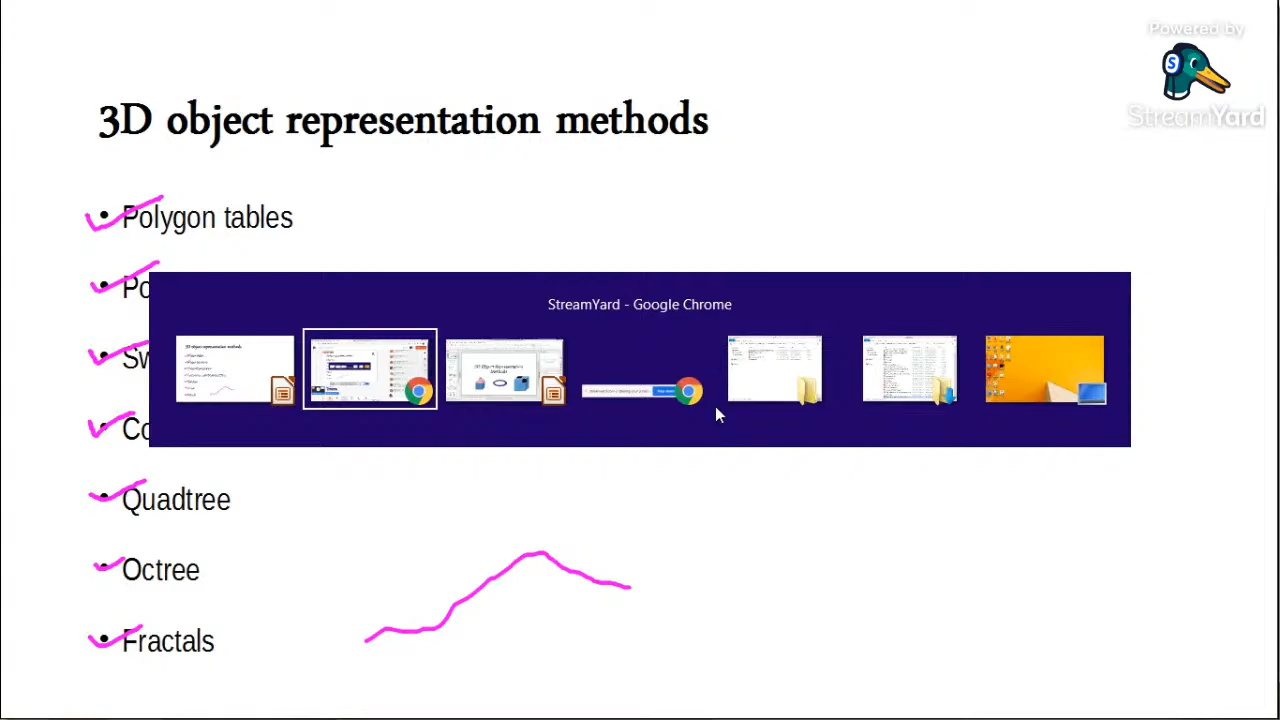 Powered by
StreamYard
3D object representation methods
• Polygon tables
• Po
StreamYard - Google Chrome
• Sw
• Co
• Quadtree
• Octree
• Fractals